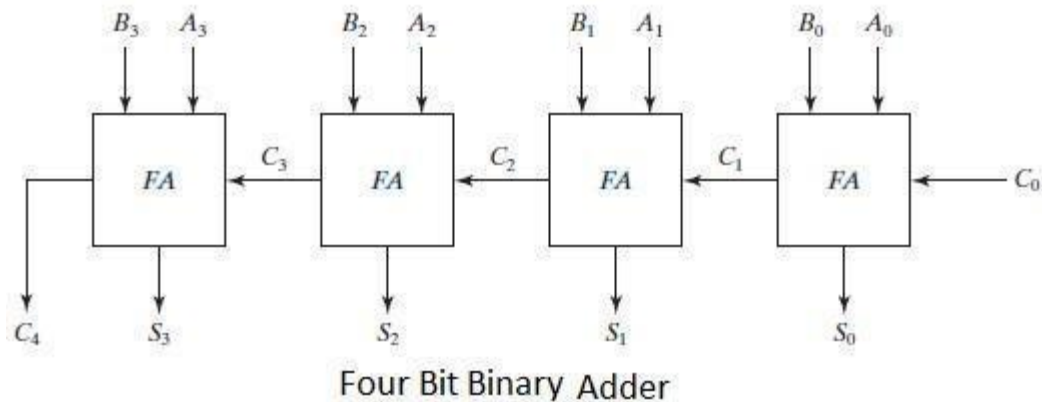 B₃ A₃ B₂ A₂ B₁ A₁ B₀ A₀
FA C₃ FA C₂ FA C₁ FA C₀
C₄ S₃ S₂ S₁ S₀
Four Bit Binary Adder